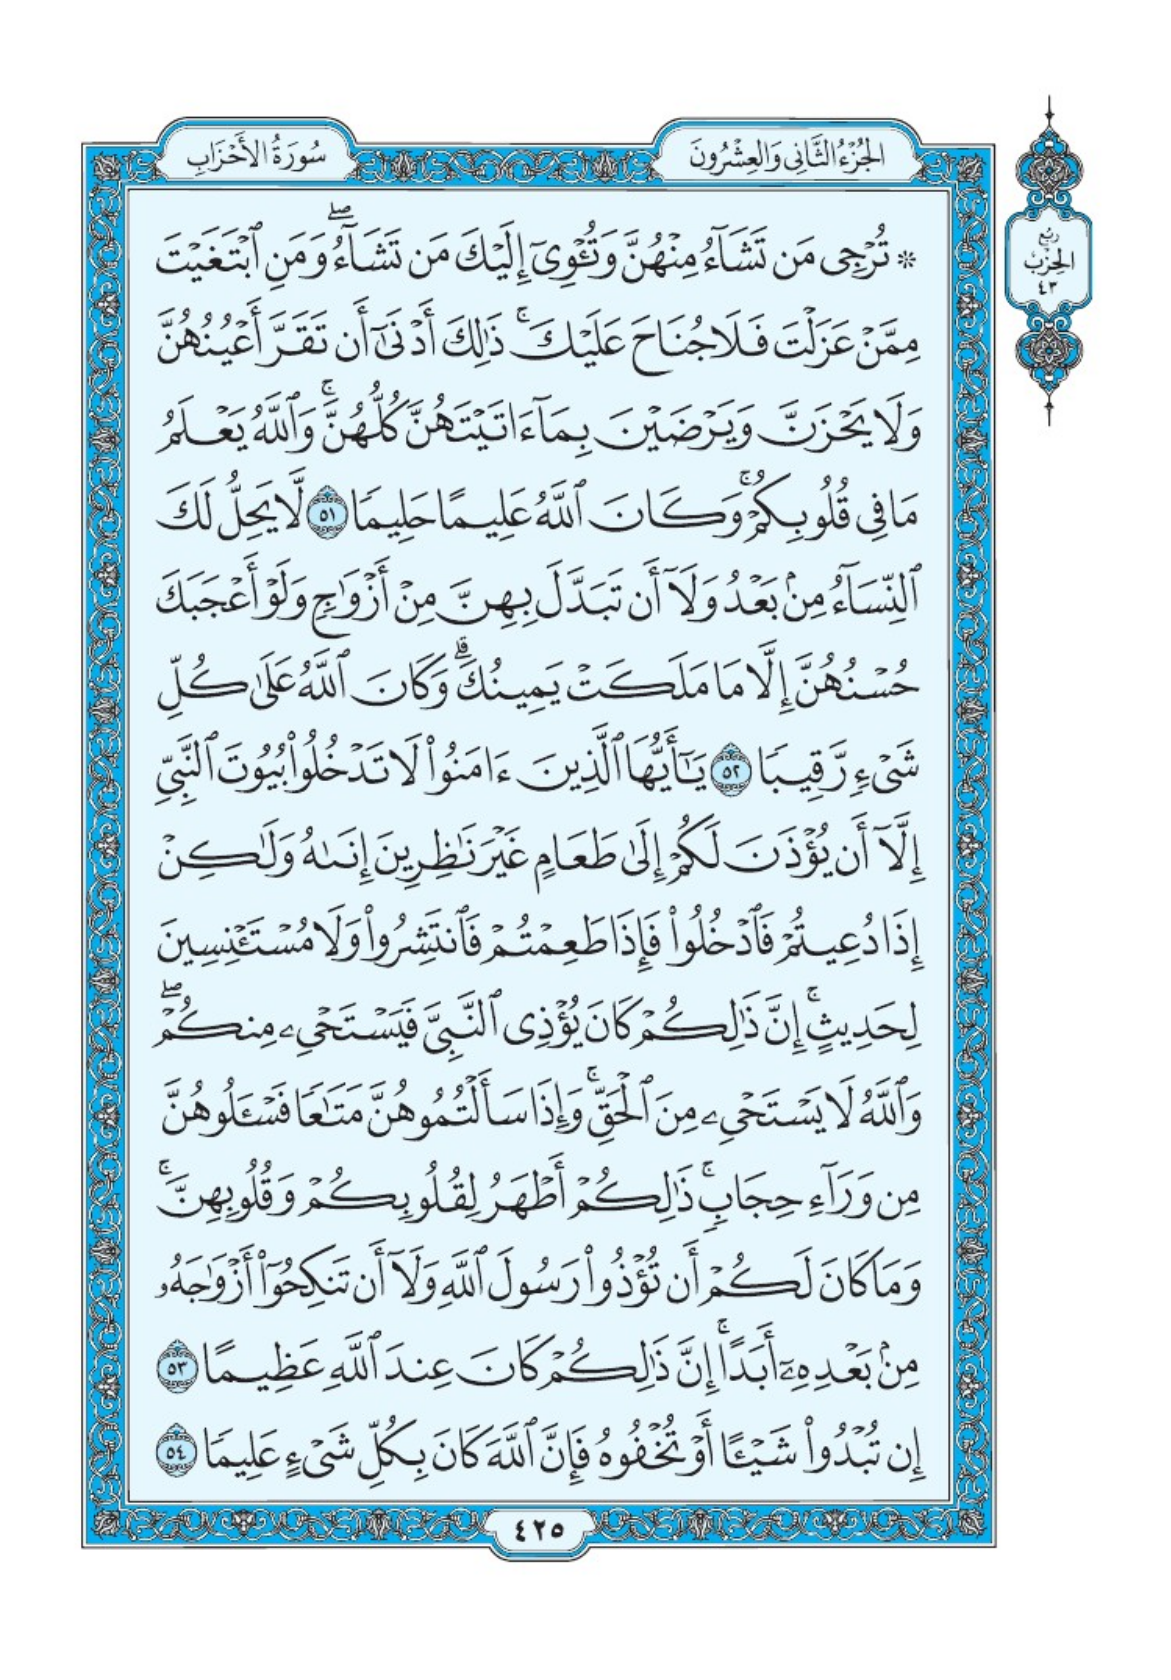 الجُزْءُ الثَّانِى وَالعِشْرُونَ
سُورَةُ الأَحْزَابِ
رُبْع
الحِزْبِ
٤٣
۞ تُرْجِى مَن تَشَآءُ مِنْهُنَّ وَتُـْٔوِىٓ إِلَيْكَ مَن تَشَآءُۖ وَمَنِ ٱبْتَغَيْتَ
مِمَّنْ عَزَلْتَ فَلَا جُنَاحَ عَلَيْكَۚ ذَٰلِكَ أَدْنَىٰٓ أَن تَقَرَّ أَعْيُنُهُنَّ
وَلَا يَحْزَنَّ وَيَرْضَيْنَ بِمَآ ءَاتَيْتَهُنَّ كُلُّهُنَّۚ وَٱللَّهُ يَعْلَمُ
مَا فِى قُلُوبِكُمْۚ وَكَانَ ٱللَّهُ عَلِيمًا حَلِيمًا ٥١ لَّا يَحِلُّ لَكَ
ٱلنِّسَآءُ مِنۢ بَعْدُ وَلَآ أَن تَبَدَّلَ بِهِنَّ مِنْ أَزْوَٰجٍ وَلَوْ أَعْجَبَكَ
حُسْنُهُنَّ إِلَّا مَا مَلَكَتْ يَمِينُكَۗ وَكَانَ ٱللَّهُ عَلَىٰ كُلِّ
شَىْءٍ رَّقِيبًا ٥٢ يَـٰٓأَيُّهَا ٱلَّذِينَ ءَامَنُوا۟ لَا تَدْخُلُوا۟ بُيُوتَ ٱلنَّبِىِّ
إِلَّآ أَن يُؤْذَنَ لَكُمْ إِلَىٰ طَعَامٍ غَيْرَ نَـٰظِرِينَ إِنَىٰهُ وَلَـٰكِنْ
إِذَا دُعِيتُمْ فَٱدْخُلُوا۟ فَإِذَا طَعِمْتُمْ فَٱنتَشِرُوا۟ وَلَا مُسْتَـْٔنِسِينَ
لِحَدِيثٍۚ إِنَّ ذَٰلِكُمْ كَانَ يُؤْذِى ٱلنَّبِىَّ فَيَسْتَحْىِۦ مِنكُمْۖ
وَٱللَّهُ لَا يَسْتَحْىِۦ مِنَ ٱلْحَقِّۚ وَإِذَا سَأَلْتُمُوهُنَّ مَتَـٰعًا فَسْـَٔلُوهُنَّ
مِن وَرَآءِ حِجَابٍۚ ذَٰلِكُمْ أَطْهَرُ لِقُلُوبِكُمْ وَقُلُوبِهِنَّۚ
وَمَا كَانَ لَكُمْ أَن تُؤْذُوا۟ رَسُولَ ٱللَّهِ وَلَآ أَن تَنكِحُوٓا۟ أَزْوَٰجَهُۥ
مِنۢ بَعْدِهِۦٓ أَبَدًاۚ إِنَّ ذَٰلِكُمْ كَانَ عِندَ ٱللَّهِ عَظِيمًا ٥٣
إِن تُبْدُوا۟ شَيْـًٔا أَوْ تُخْفُوهُ فَإِنَّ ٱللَّهَ كَانَ بِكُلِّ شَىْءٍ عَلِيمًا ٥٤
٤٢٥